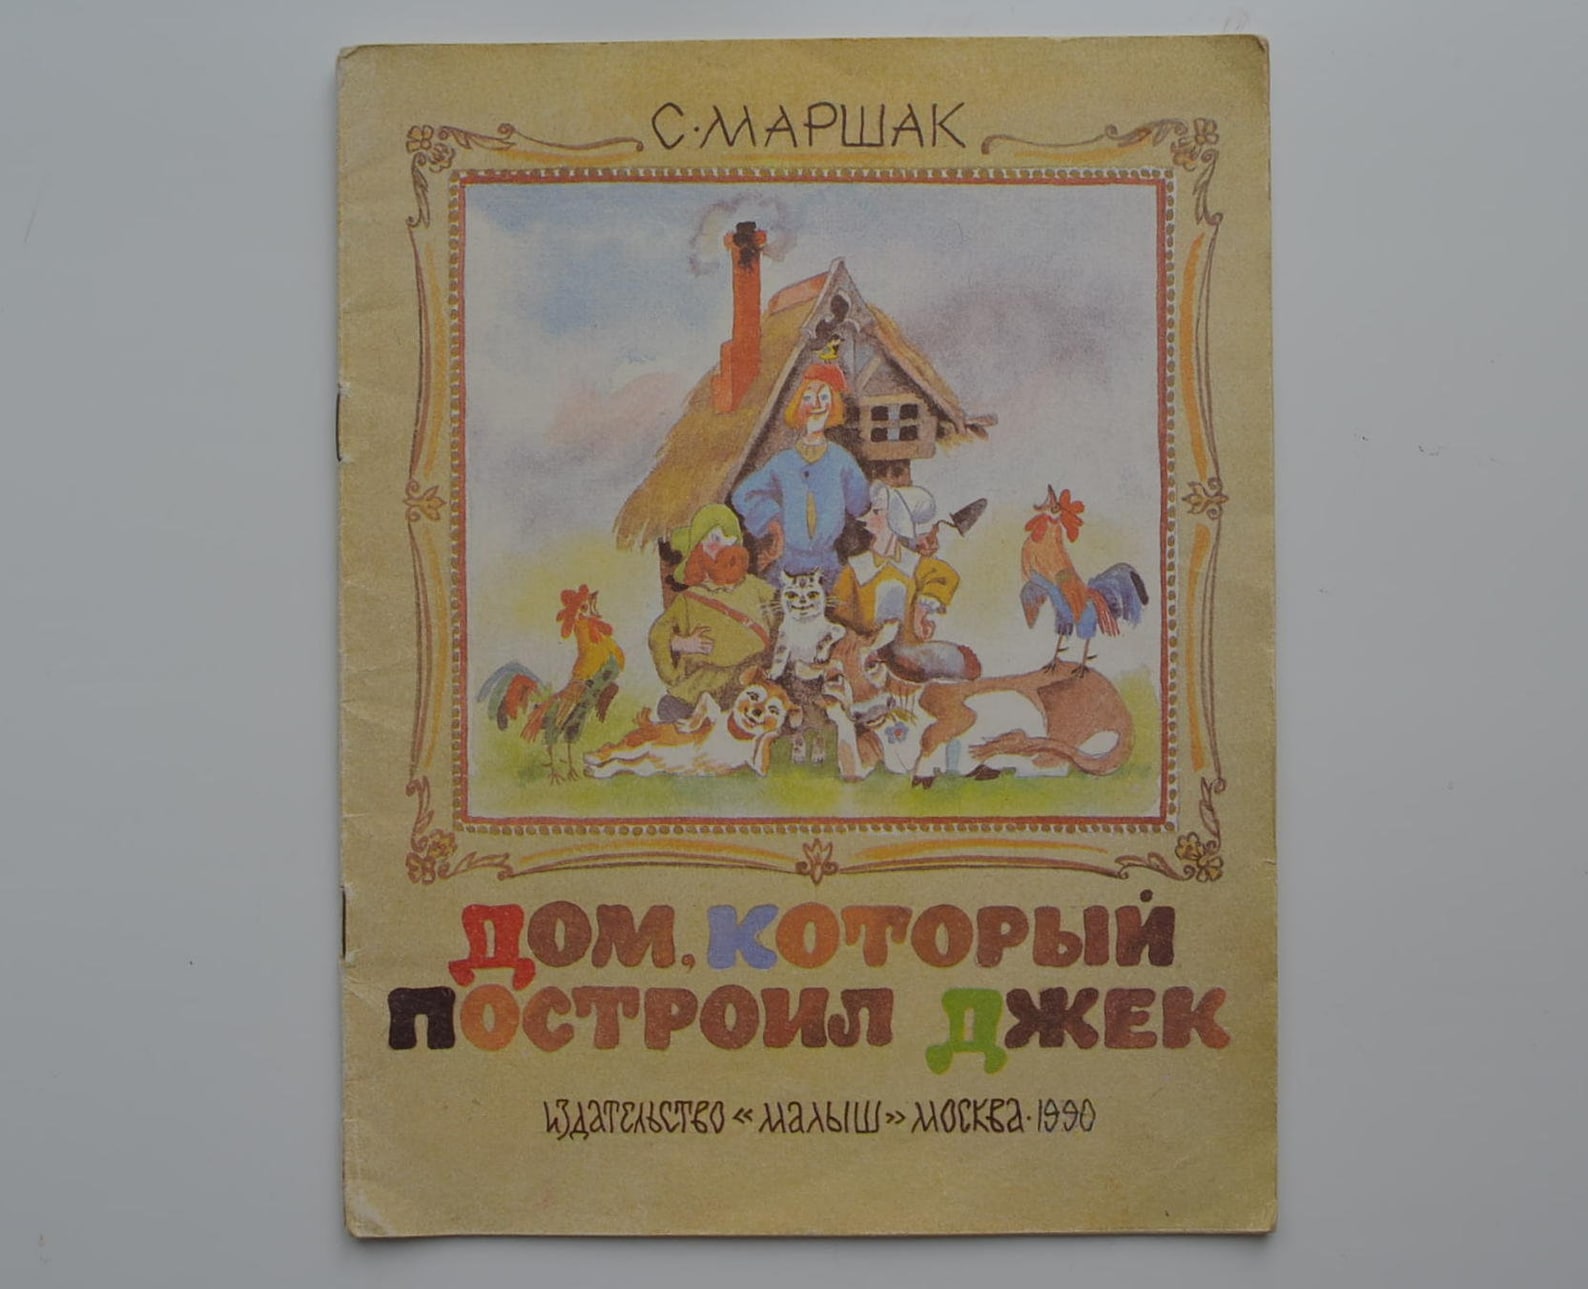 С·МАРШАК
ДОМ, КОТОРЫЙ
ПОСТРОИЛ ДЖЕК
ИЗДАТЕЛЬСТВО «МАЛЫШ» МОСКВА·1990